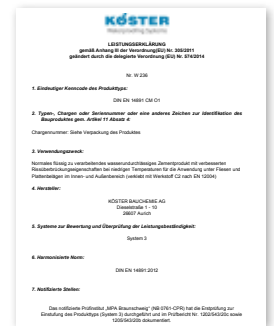 KÖSTER
Waterproofing Systems
LEISTUNGSERKLÄRUNG
gemäß Anhang III der Verordnung(EU) Nr. 305/2011
geändert durch die delegierte Verordnung (EU) Nr. 574/2014
Nr. W 236
1. Eindeutiger Kenncode des Produkttyps:
DIN EN 14891 CM O1
2. Typen-, Chargen oder Seriennummer oder eine anderes Zeichen zur Identifikation des
Bauproduktes gem. Artikel 11 Absatz 4:
Chargennummer: Siehe Verpackung des Produktes
3. Verwendungszweck:
Normales flüssig zu verarbeitendes wasserundurchlässiges Zementprodukt mit verbesserten
Rissüberbrückungseigenschaften bei niedrigen Temperaturen für die Anwendung unter Fliesen und
Plattenbelägen im Innen- und Außenbereich (verklebt mit Werkstoff C2 nach EN 12004)
4. Hersteller:
KÖSTER BAUCHEMIE AG
Dieselstraße 1 - 10
26607 Aurich
5. Systeme zur Bewertung und Überprüfung der Leistungsbeständigkeit:
System 3
6. Harmonisierte Norm:
DIN EN 14891:2012
7. Notifizierte Stelle:
Das notifizierte Prüfinstitut „MPA Braunschweig“ (NB 0761-CPR) hat die Erstprüfung zur
Einstufung des Produkttyps (System 3) durchgeführt und im Prüfbericht Nr. 1202/543/20c sowie
1205/543/20b dokumentiert.